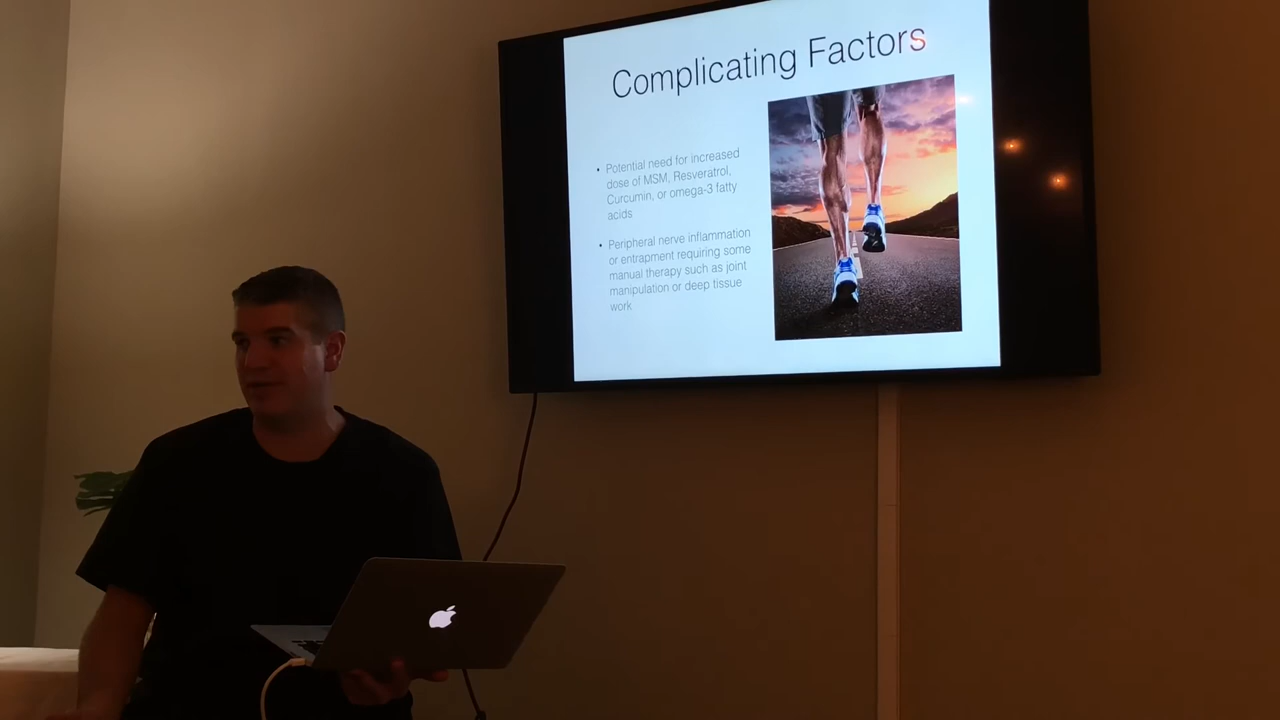 Complicating Factors
• Potential need for increased
dose of MSM, Resveratrol,
Curcumin, or omega-3 fatty
acids
• Peripheral nerve inflammation
or entrapment requiring some
manual therapy such as joint
manipulation or deep tissue
work